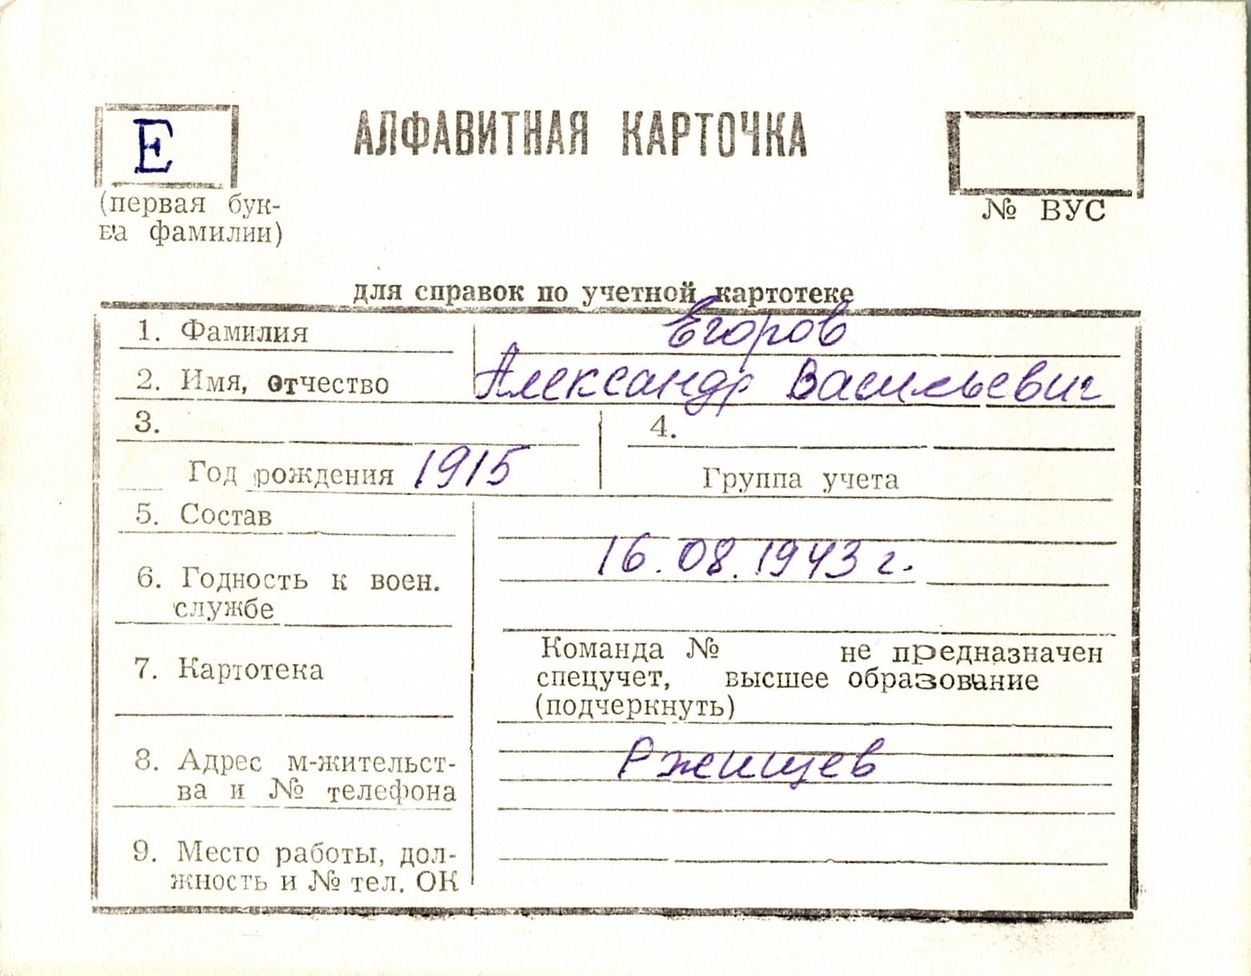 Е
АЛФАВИТНАЯ КАРТОЧКА
(первая бук-
ва фамилии)
№ ВУС
для справок по учетной картотеке
1. Фамилия Егоров
2. Имя, отчество Александр Васильевич
3.
4.
Год рождения 1915
Группа учета
5. Состав
16.08.1943 г.
6. Годность к воен.
службе
7. Картотека
Команда № не предназначен
спецучет, высшее образование
(подчеркнуть)
8. Адрес м-жительст-
ва и № телефона
Ржищев
9. Место работы, дол-
жность и № тел. ОК